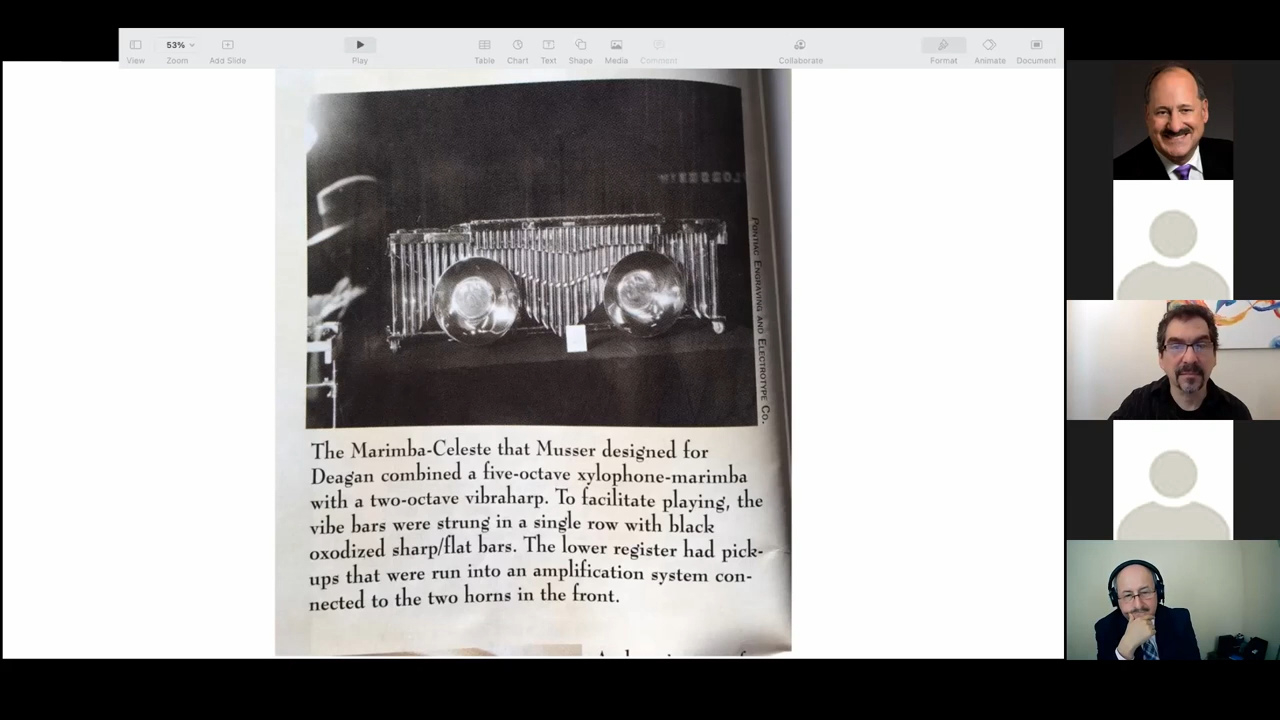 53%
View
Zoom
Add Slide
Play
Table
Chart
Text
Shape
Media
Comment
Collaborate
Format
Animate
Document
PONTIAC ENGRAVING AND ELECTROTYPE CO.
The Marimba-Celeste that Musser designed for
Deagan combined a five-octave xylophone-marimba
with a two-octave vibraharp. To facilitate playing, the
vibe bars were strung in a single row with black
oxodized sharp/flat bars. The lower register had pick-
ups that were run into an amplification system con-
nected to the two horns in the front.